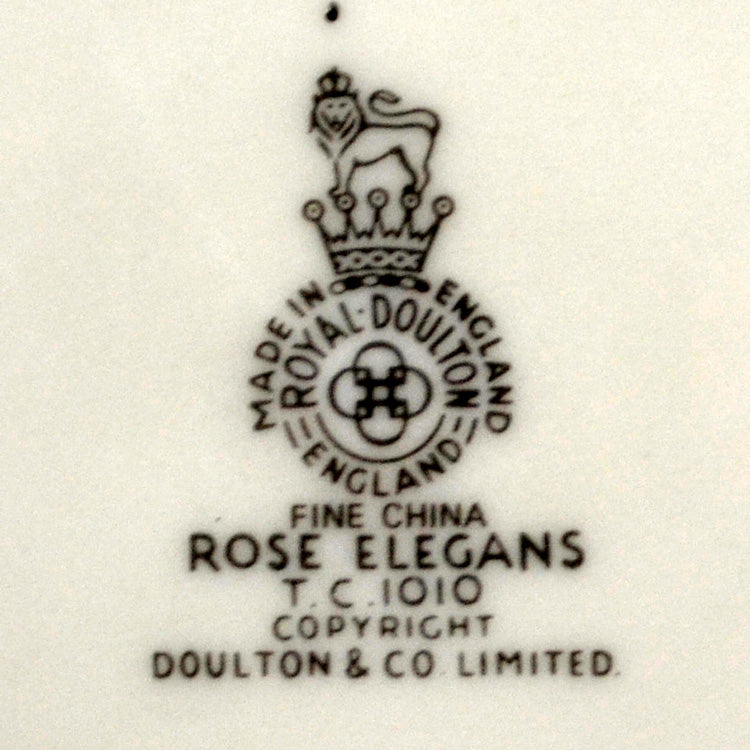 MADE IN ENGLAND
ROYAL·DOULTON
ENGLAND
FINE CHINA
ROSE ELEGANS
T.C.1010
COPYRIGHT
DOULTON & CO. LIMITED.